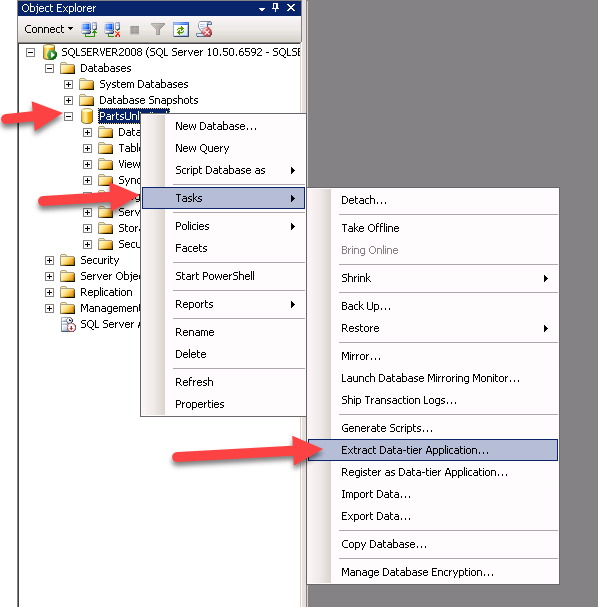 Object Explorer
Connect
SQLSERVER2008 (SQL Server 10.50.6592 - SQLSE
Databases
System Databases
Database Snapshots
PartsUnli
Data
Table
View
Syno
Serv
Stora
Secu
Security
Server Objec
Replication
Management
SQL Server A
New Database...
New Query
Script Database as
Tasks
Policies
Facets
Start PowerShell
Reports
Rename
Delete
Refresh
Properties
Detach...
Take Offline
Bring Online
Shrink
Back Up...
Restore
Mirror...
Launch Database Mirroring Monitor...
Ship Transaction Logs...
Generate Scripts...
Extract Data-tier Application...
Register as Data-tier Application...
Import Data...
Export Data...
Copy Database...
Manage Database Encryption...